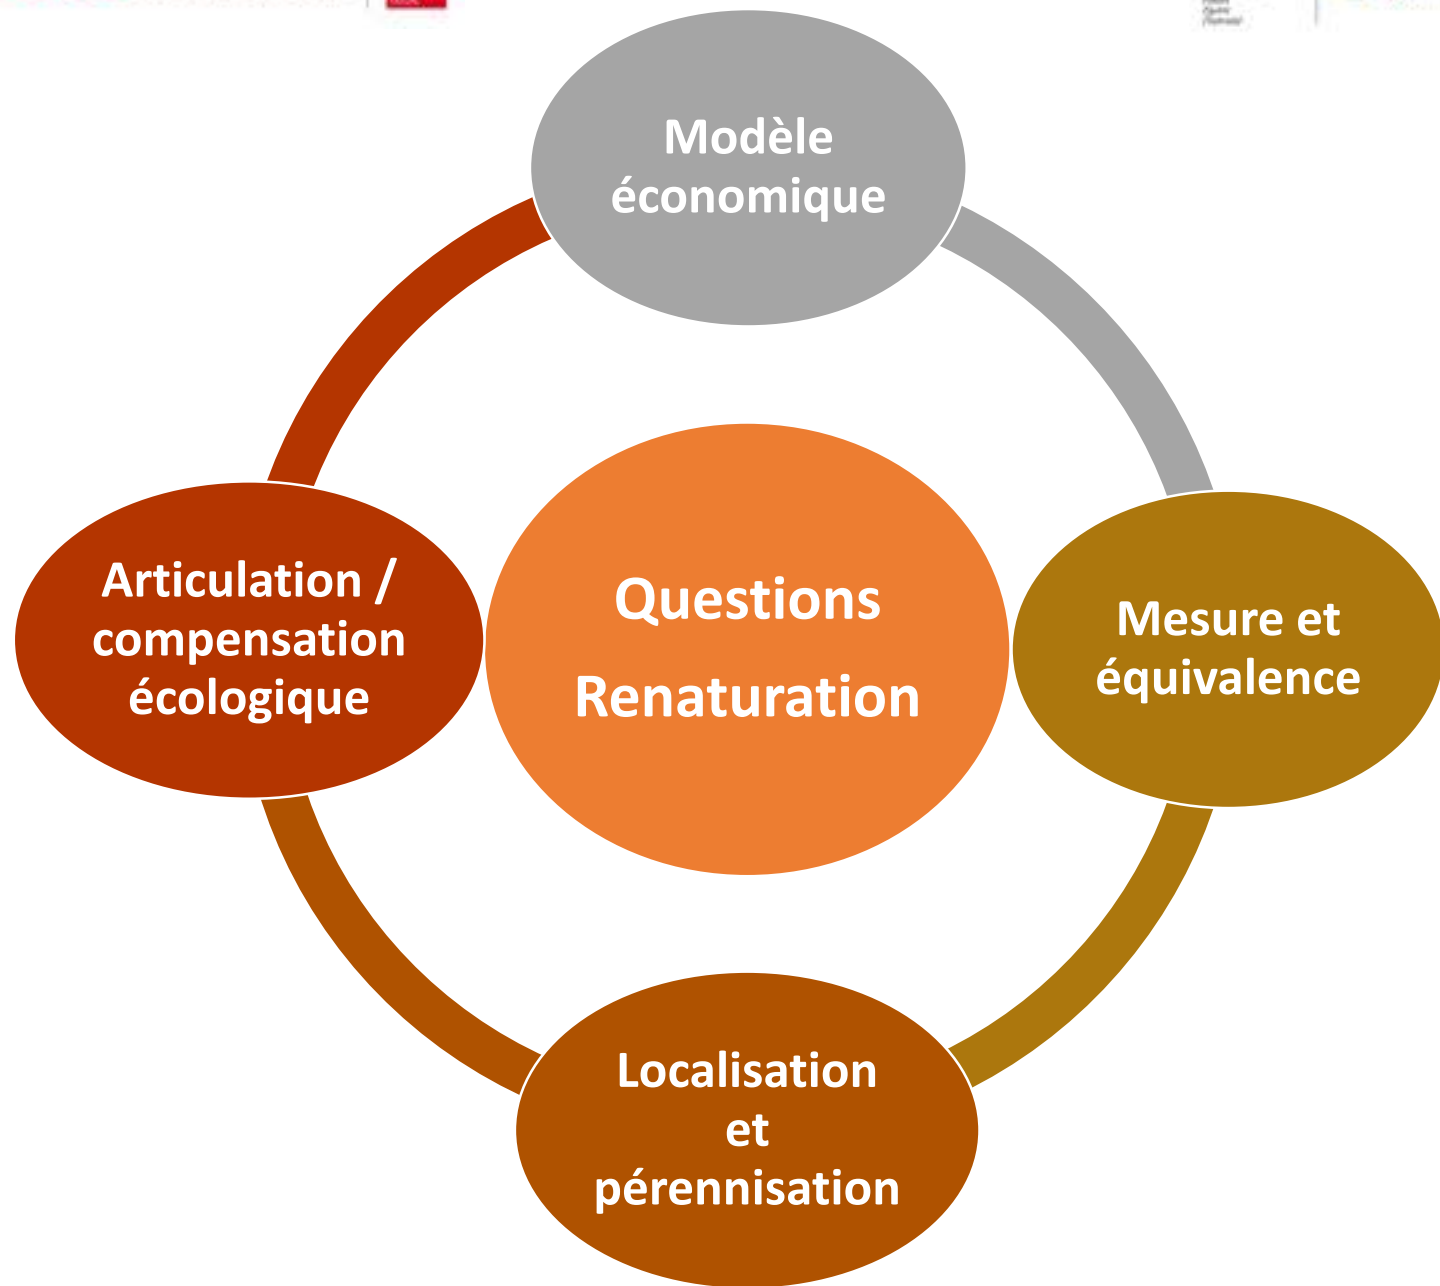 Modèle
économique
Articulation /
compensation
écologique
Questions
Renaturation
Mesure et
équivalence
Localisation
et
pérennisation